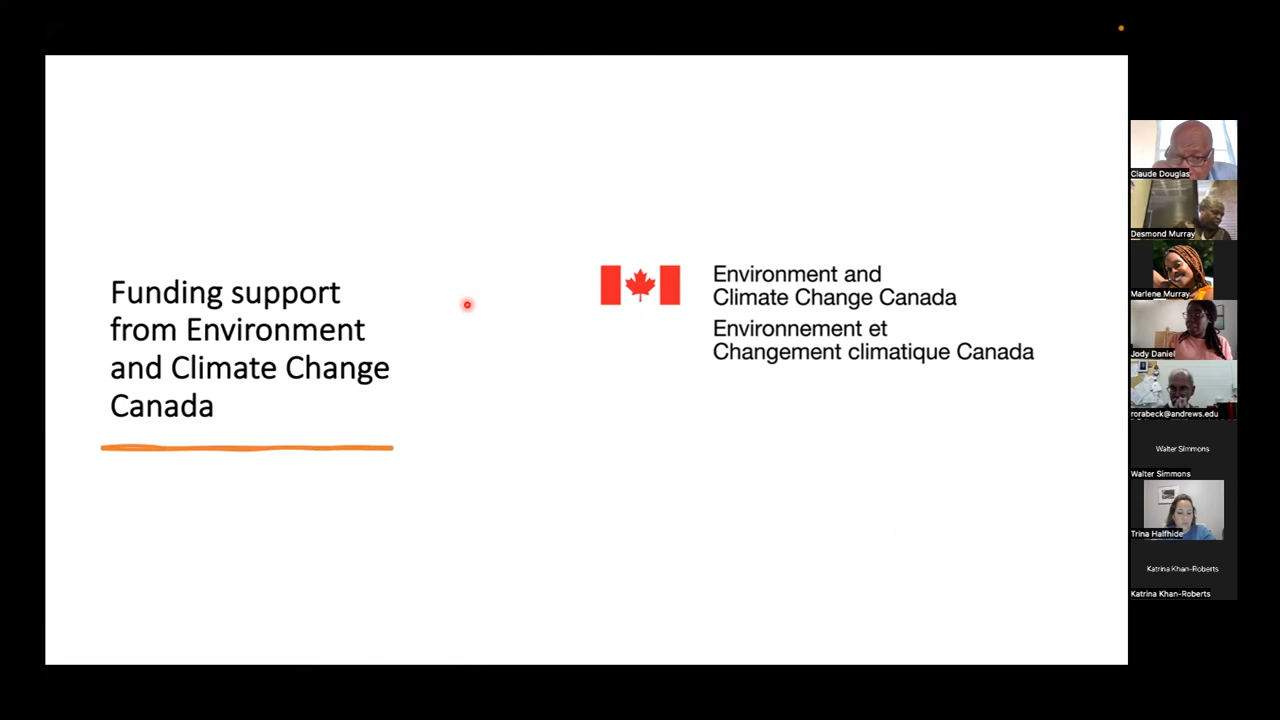 Funding support
from Environment
and Climate Change
Canada
Environment and
Climate Change Canada
Environnement et
Changement climatique Canada
Claude Douglas
Desmond Murray
Marlene Murray
Jody Daniel
rorabeck@andrews.edu
Walter Simmons
Walter Simmons
Trina Halfhide
Katrina Khan-Roberts
Katrina Khan-Roberts